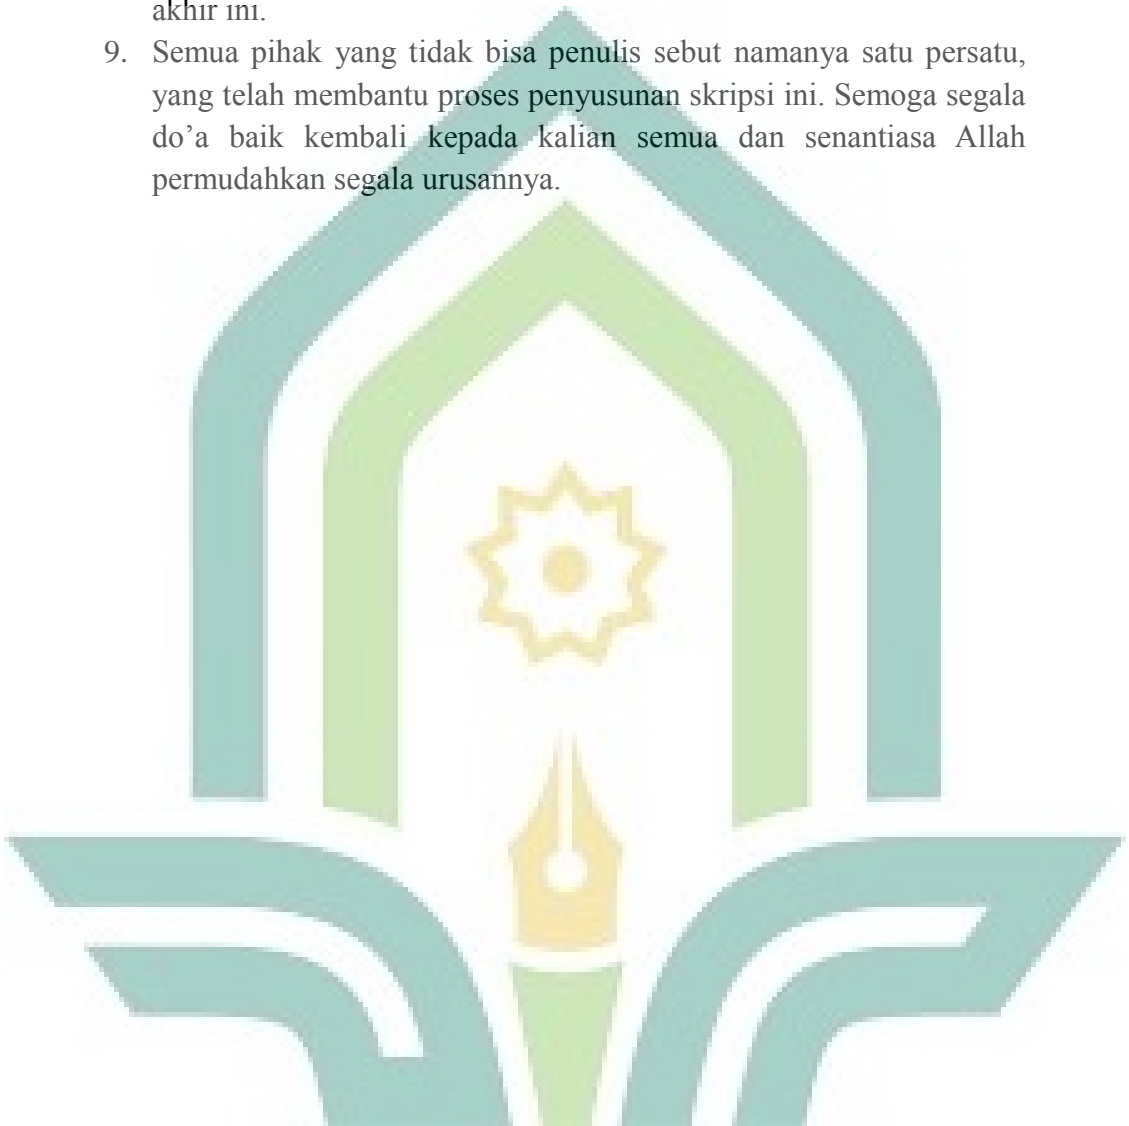 akhir ini.
9. Semua pihak yang tidak bisa penulis sebut namanya satu persatu,
yang telah membantu proses penyusunan skripsi ini. Semoga segala
do’a baik kembali kepada kalian semua dan senantiasa Allah
permudahkan segala urusannya.